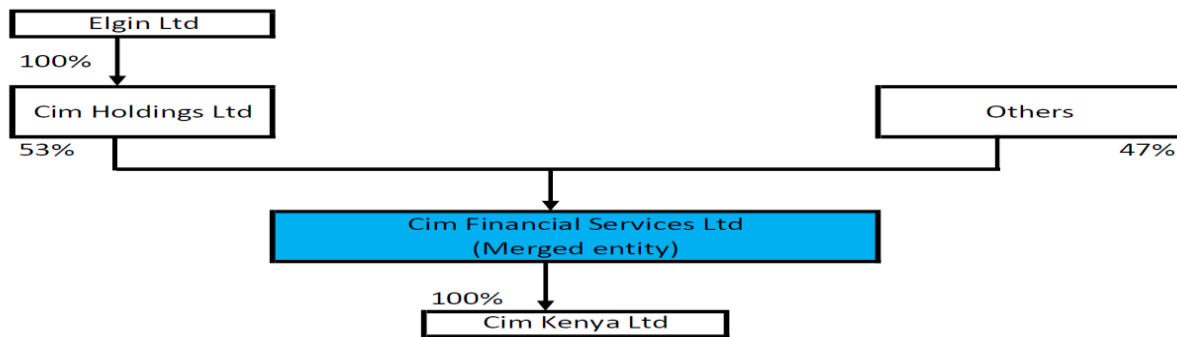 Elgin Ltd
100%
Cim Holdings Ltd
Others
53%
47%
Cim Financial Services Ltd
(Merged entity)
100%
Cim Kenya Ltd